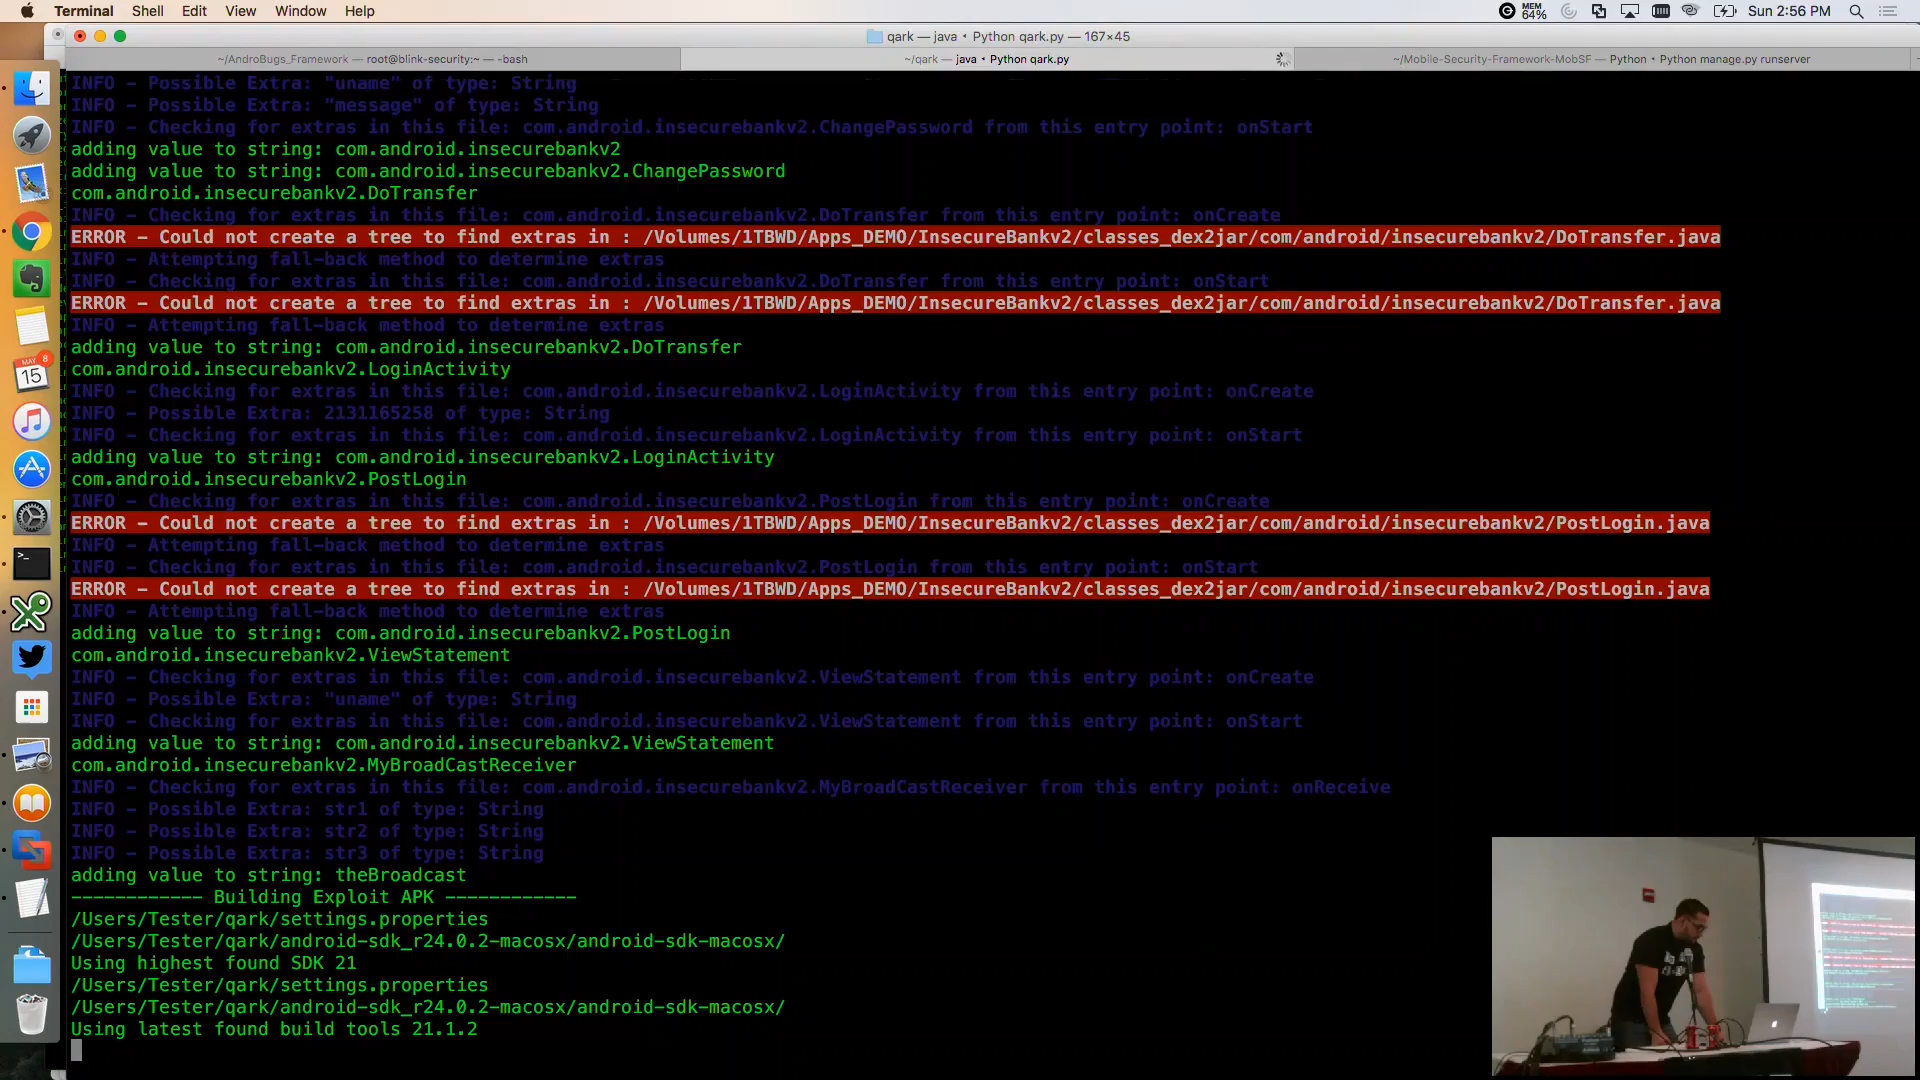 Terminal Shell Edit View Window Help
MEM 64% Sun 2:56 PM
qark — java • Python qark.py — 167×45
~/AndroBugs_Framework — root@blink-security:~ — -bash
~/qark — java • Python qark.py
~/Mobile-Security-Framework-MobSF — Python • Python manage.py runserver
INFO - Possible Extra: "uname" of type: String
INFO - Possible Extra: "message" of type: String
INFO - Checking for extras in this file: com.android.insecurebankv2.ChangePassword from this entry point: onStart
adding value to string: com.android.insecurebankv2
adding value to string: com.android.insecurebankv2.ChangePassword
com.android.insecurebankv2.DoTransfer
INFO - Checking for extras in this file: com.android.insecurebankv2.DoTransfer from this entry point: onCreate
ERROR - Could not create a tree to find extras in : /Volumes/1TBWD/Apps_DEMO/InsecureBankv2/classes_dex2jar/com/android/insecurebankv2/DoTransfer.java
INFO - Attempting fall-back method to determine extras
INFO - Checking for extras in this file: com.android.insecurebankv2.DoTransfer from this entry point: onStart
ERROR - Could not create a tree to find extras in : /Volumes/1TBWD/Apps_DEMO/InsecureBankv2/classes_dex2jar/com/android/insecurebankv2/DoTransfer.java
INFO - Attempting fall-back method to determine extras
adding value to string: com.android.insecurebankv2.DoTransfer
com.android.insecurebankv2.LoginActivity
INFO - Checking for extras in this file: com.android.insecurebankv2.LoginActivity from this entry point: onCreate
INFO - Possible Extra: 2131165258 of type: String
INFO - Checking for extras in this file: com.android.insecurebankv2.LoginActivity from this entry point: onStart
adding value to string: com.android.insecurebankv2.LoginActivity
com.android.insecurebankv2.PostLogin
INFO - Checking for extras in this file: com.android.insecurebankv2.PostLogin from this entry point: onCreate
ERROR - Could not create a tree to find extras in : /Volumes/1TBWD/Apps_DEMO/InsecureBankv2/classes_dex2jar/com/android/insecurebankv2/PostLogin.java
INFO - Attempting fall-back method to determine extras
INFO - Checking for extras in this file: com.android.insecurebankv2.PostLogin from this entry point: onStart
ERROR - Could not create a tree to find extras in : /Volumes/1TBWD/Apps_DEMO/InsecureBankv2/classes_dex2jar/com/android/insecurebankv2/PostLogin.java
INFO - Attempting fall-back method to determine extras
adding value to string: com.android.insecurebankv2.PostLogin
com.android.insecurebankv2.ViewStatement
INFO - Checking for extras in this file: com.android.insecurebankv2.ViewStatement from this entry point: onCreate
INFO - Possible Extra: "uname" of type: String
INFO - Checking for extras in this file: com.android.insecurebankv2.ViewStatement from this entry point: onStart
adding value to string: com.android.insecurebankv2.ViewStatement
com.android.insecurebankv2.MyBroadCastReceiver
INFO - Checking for extras in this file: com.android.insecurebankv2.MyBroadCastReceiver from this entry point: onReceive
INFO - Possible Extra: str1 of type: String
INFO - Possible Extra: str2 of type: String
INFO - Possible Extra: str3 of type: String
adding value to string: theBroadcast
------------ Building Exploit APK ------------
/Users/Tester/qark/settings.properties
/Users/Tester/qark/android-sdk_r24.0.2-macosx/android-sdk-macosx/
Using highest found SDK 21
/Users/Tester/qark/settings.properties
/Users/Tester/qark/android-sdk_r24.0.2-macosx/android-sdk-macosx/
Using latest found build tools 21.1.2
MAY 8
15